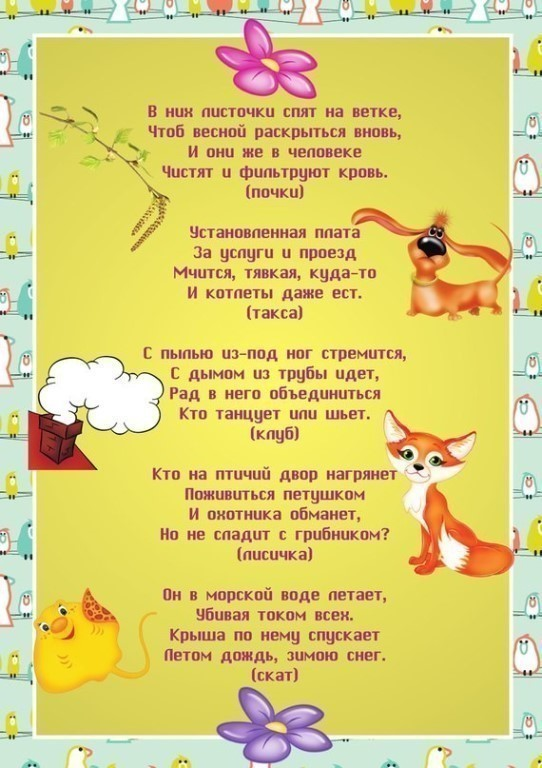 В них листочки спят на ветке,
Чтоб весной раскрыться вновь,
И они же в человеке
Чистят и фильтруют кровь.
(почки)
Установленная плата
За услуги и проезд
Мчится, тявкая, куда-то
И котлеты даже ест.
(такса)
С пылью из-под ног стремится,
С дымом из трубы идет,
Рад в него объединиться
Кто танцует или шьет.
(клуб)
Кто на птичий двор нагрянет
Поживиться петушком
И охотника обманет,
Но не сладит с грибником?
(лисичка)
Он в морской воде летает,
Убивая током всех.
Крыша по нему спускает
Летом дождь, зимою снег.
(скат)